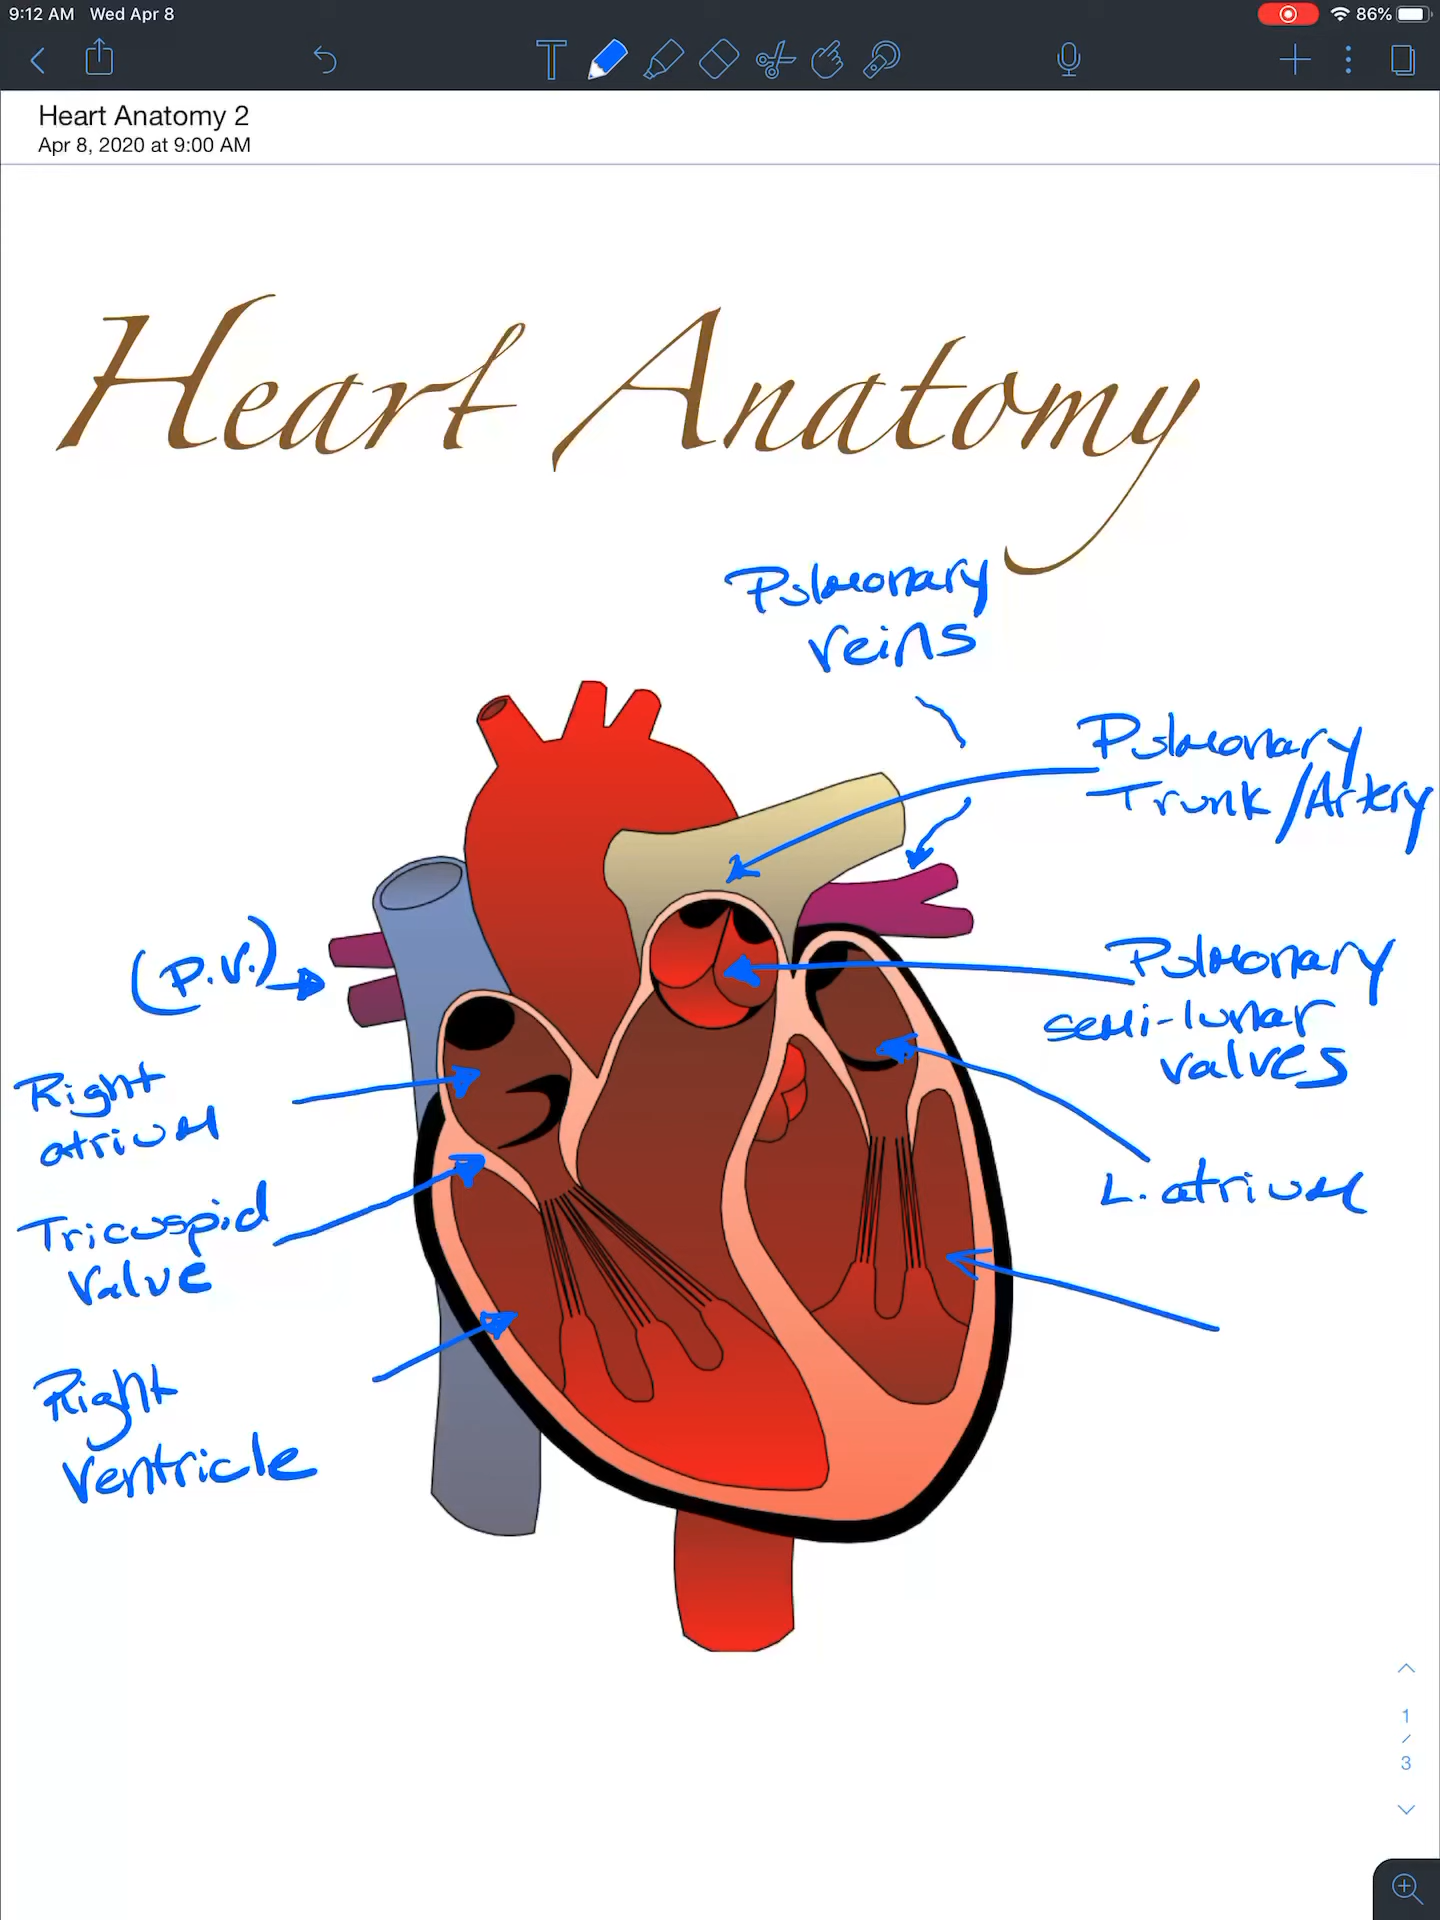 9:12 AM Wed Apr 8
86%
T
Heart Anatomy 2
Apr 8, 2020 at 9:00 AM
Heart Anatomy
Pulmonary
veins
Pulmonary
Trunk/Artery
(P.V.)
Pulmonary
semi-lunar
valves
Right
atrium
L. atrium
Tricuspid
valve
Right
ventricle
1
/
3